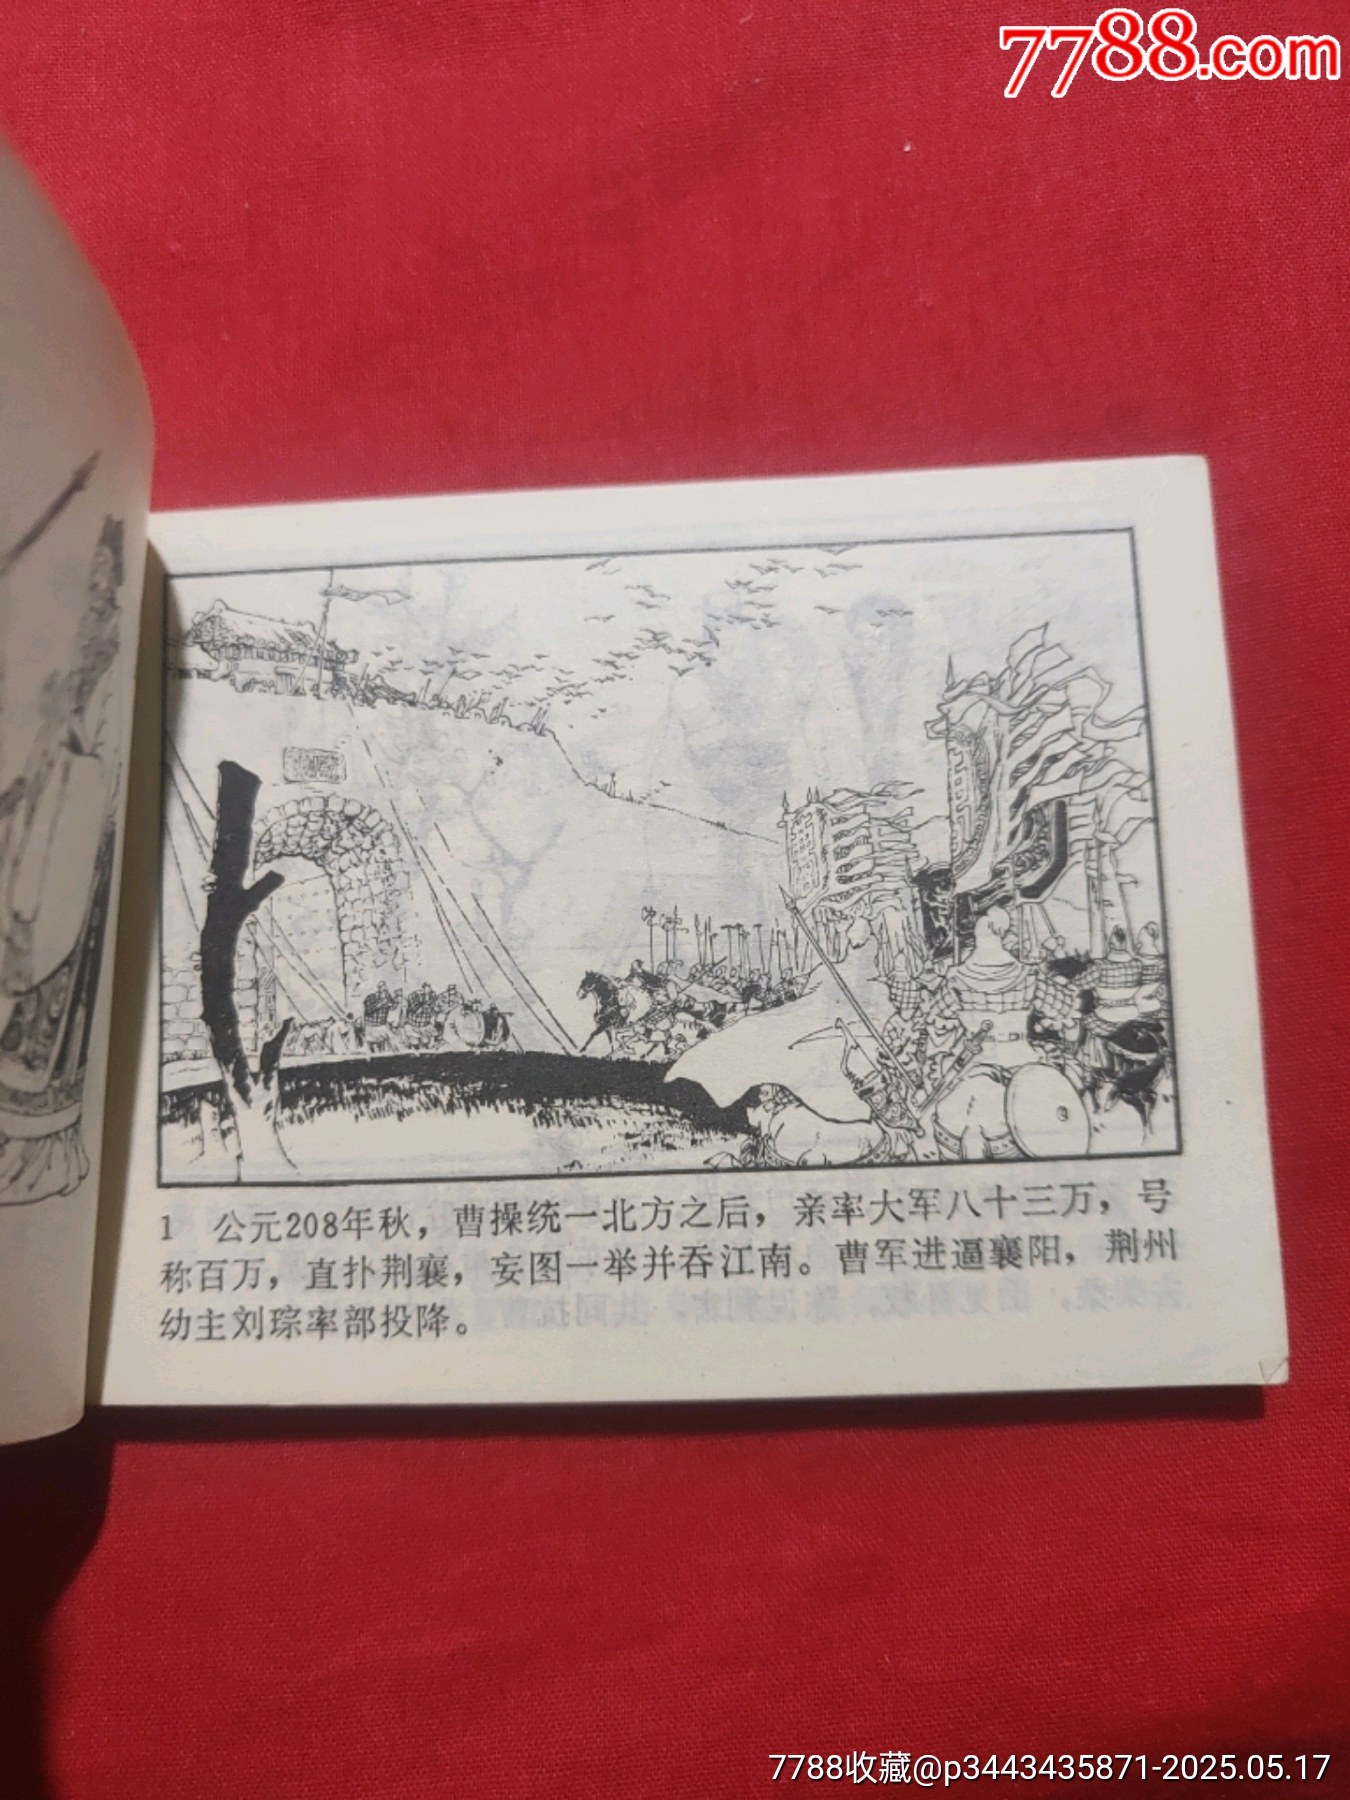 7788.com
1 公元208年秋，曹操统一北方之后，亲率大军八十三万，号
称百万，直扑荆襄，妄图一举并吞江南。曹军进逼襄阳，荆州
幼主刘琮率部投降。
7788收藏@p3443435871-2025.05.17